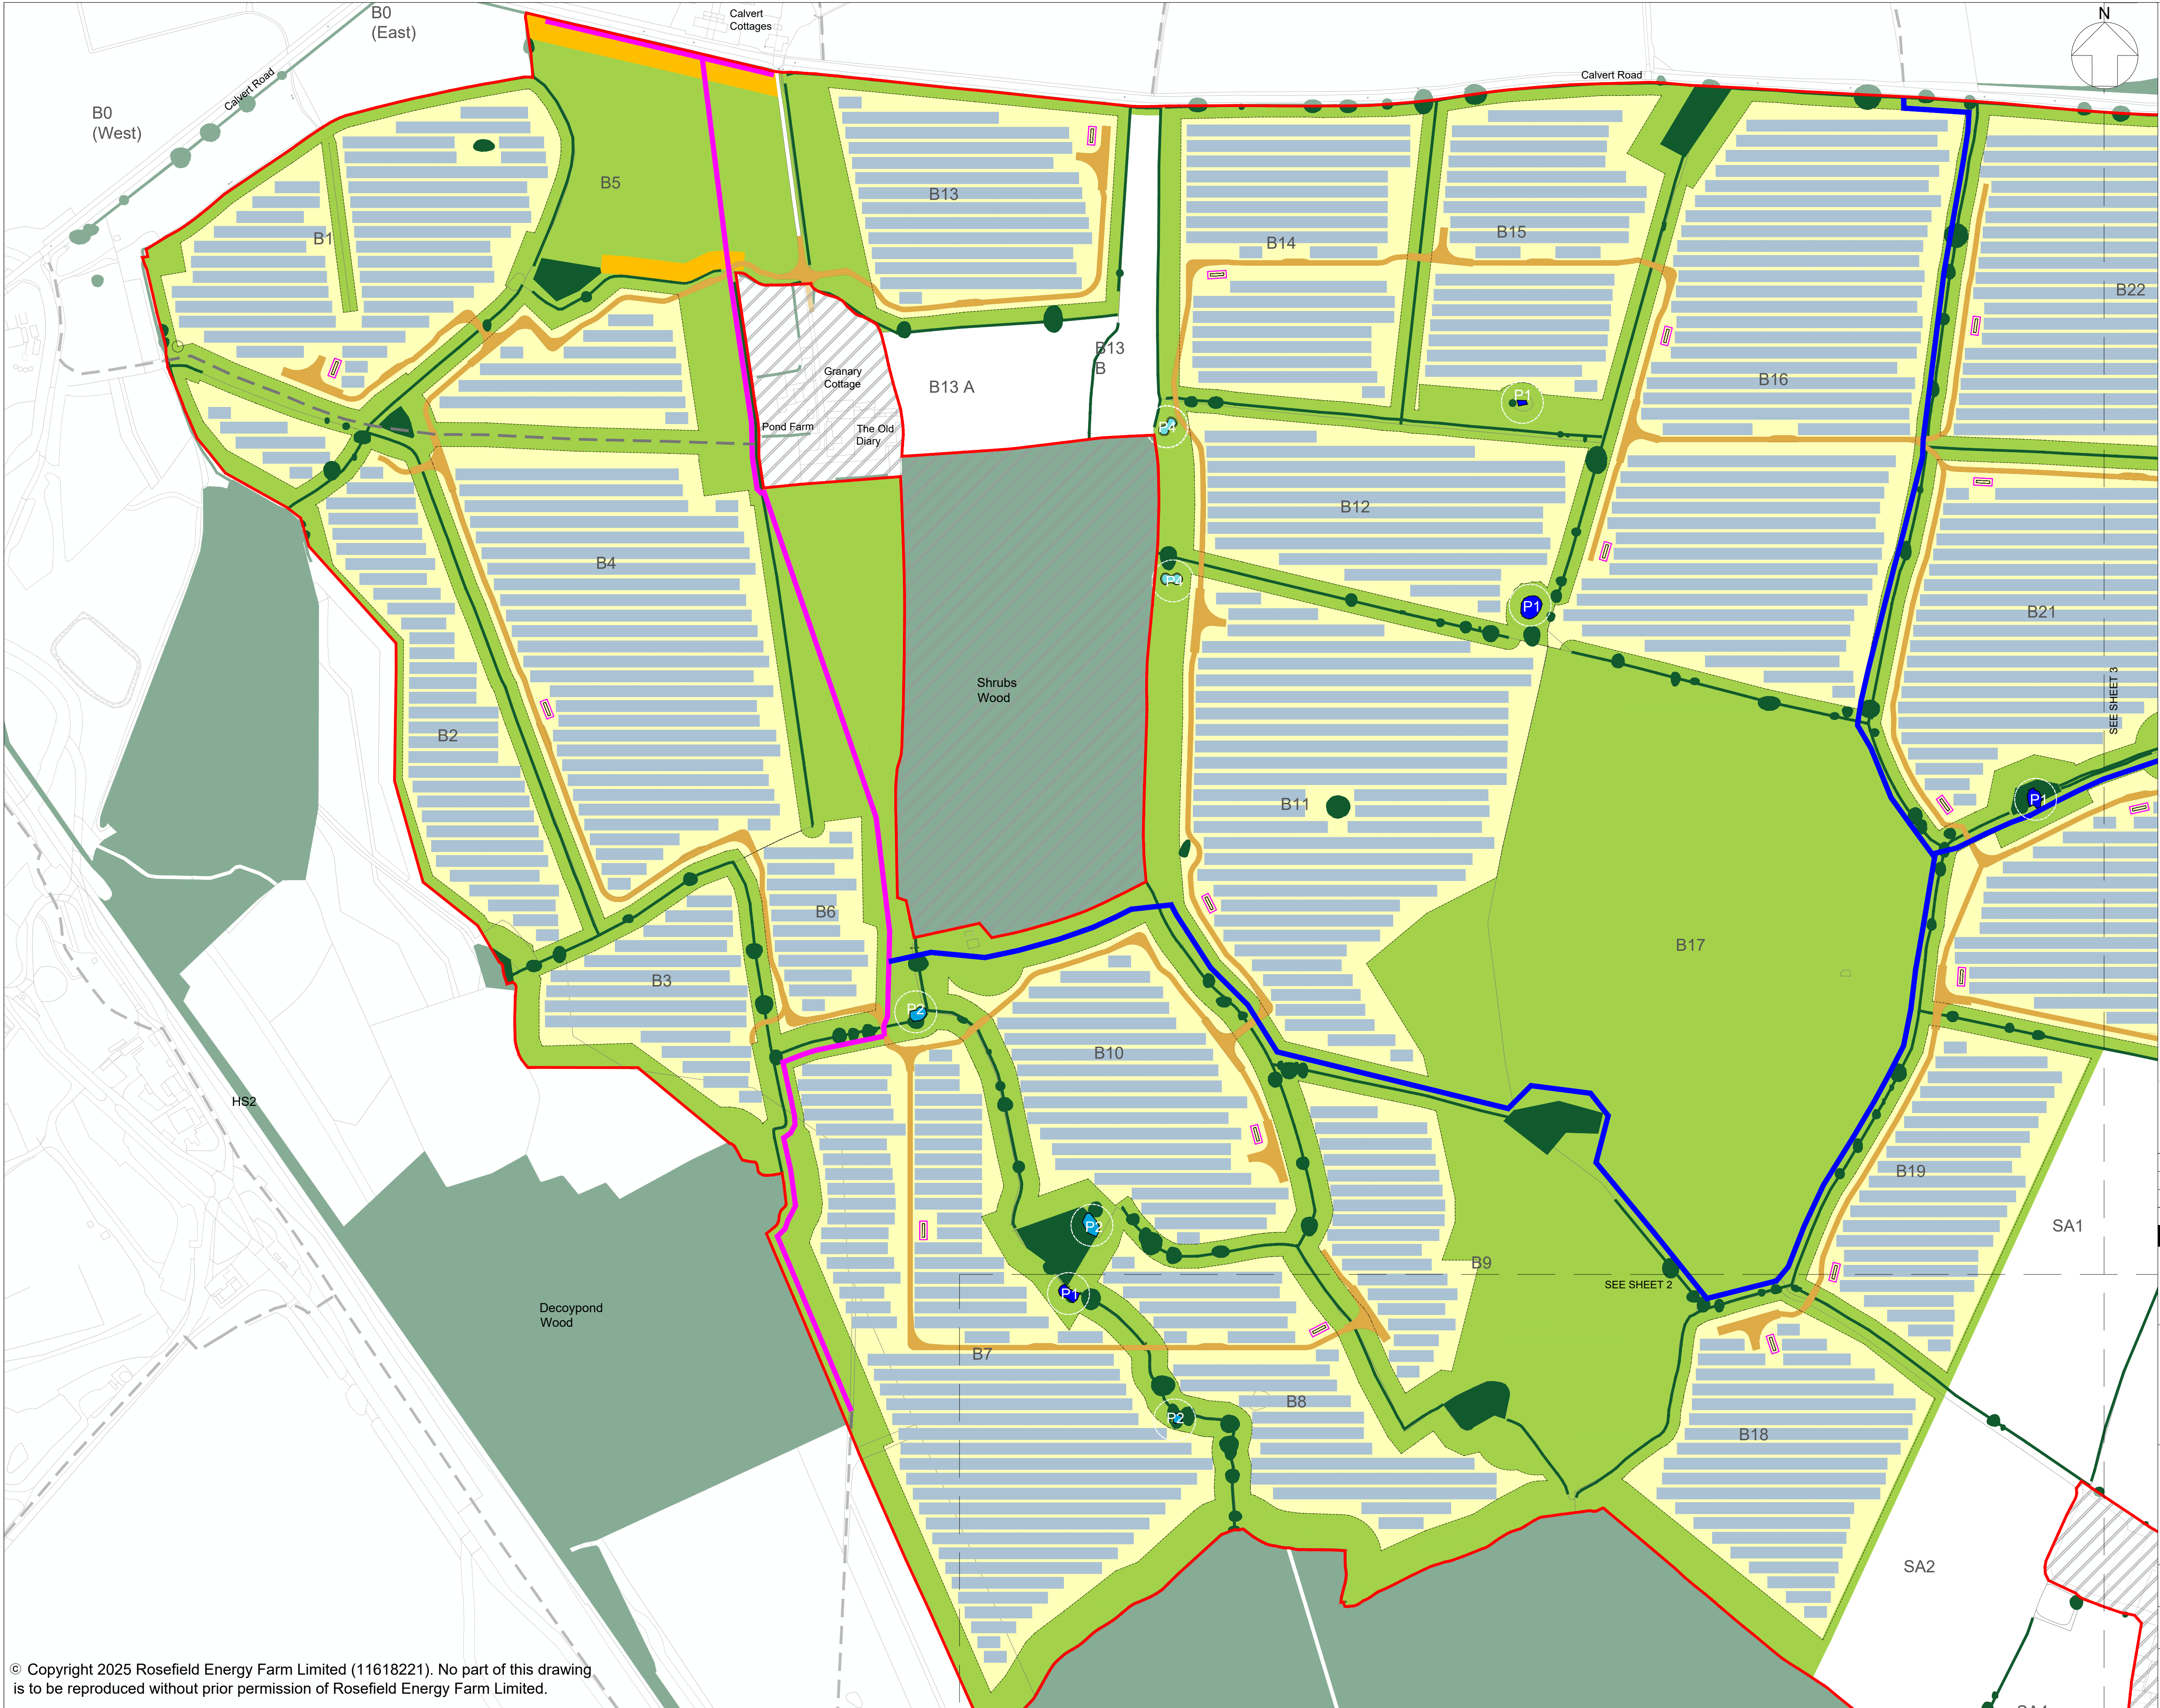 B0
(East)
Calvert
Cottages
N
Calvert Road
Calvert Road
B0
(West)
B5
B13
B1
B14
B15
B22
B13
B
Granary
Cottage
B13 A
B16
P1
Pond Farm
The Old
Diary
P4
B12
B4
P4
P1
B21
Shrubs
Wood
SEE SHEET 3
B2
B11
P1
B6
B17
B3
P2
B10
HS2
B19
P2
SA1
B9
SEE SHEET 2
P1
Decoypond
Wood
B7
B8
P2
B18
SA2
© Copyright 2025 Rosefield Energy Farm Limited (11618221). No part of this drawing
is to be reproduced without prior permission of Rosefield Energy Farm Limited.